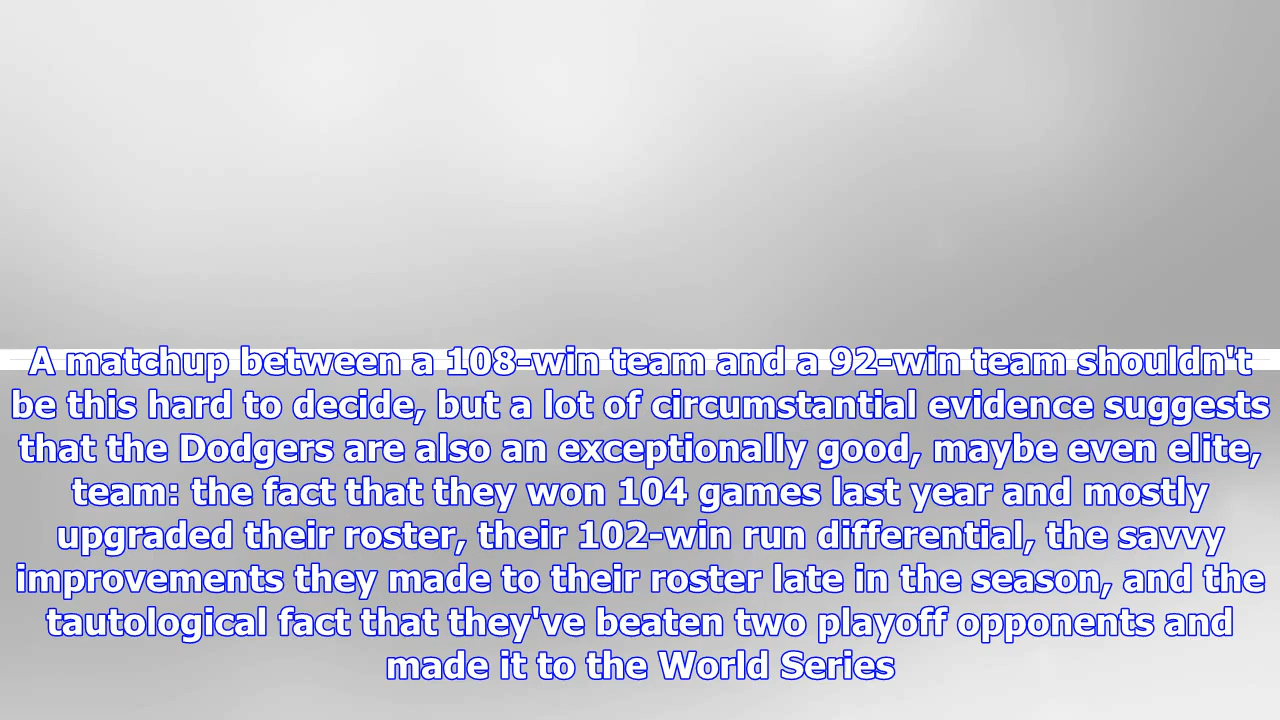 A matchup between a 108-win team and a 92-win team shouldn't
be this hard to decide, but a lot of circumstantial evidence suggests
that the Dodgers are also an exceptionally good, maybe even elite,
team: the fact that they won 104 games last year and mostly
upgraded their roster, their 102-win run differential, the savvy
improvements they made to their roster late in the season, and the
tautological fact that they've beaten two playoff opponents and
made it to the World Series